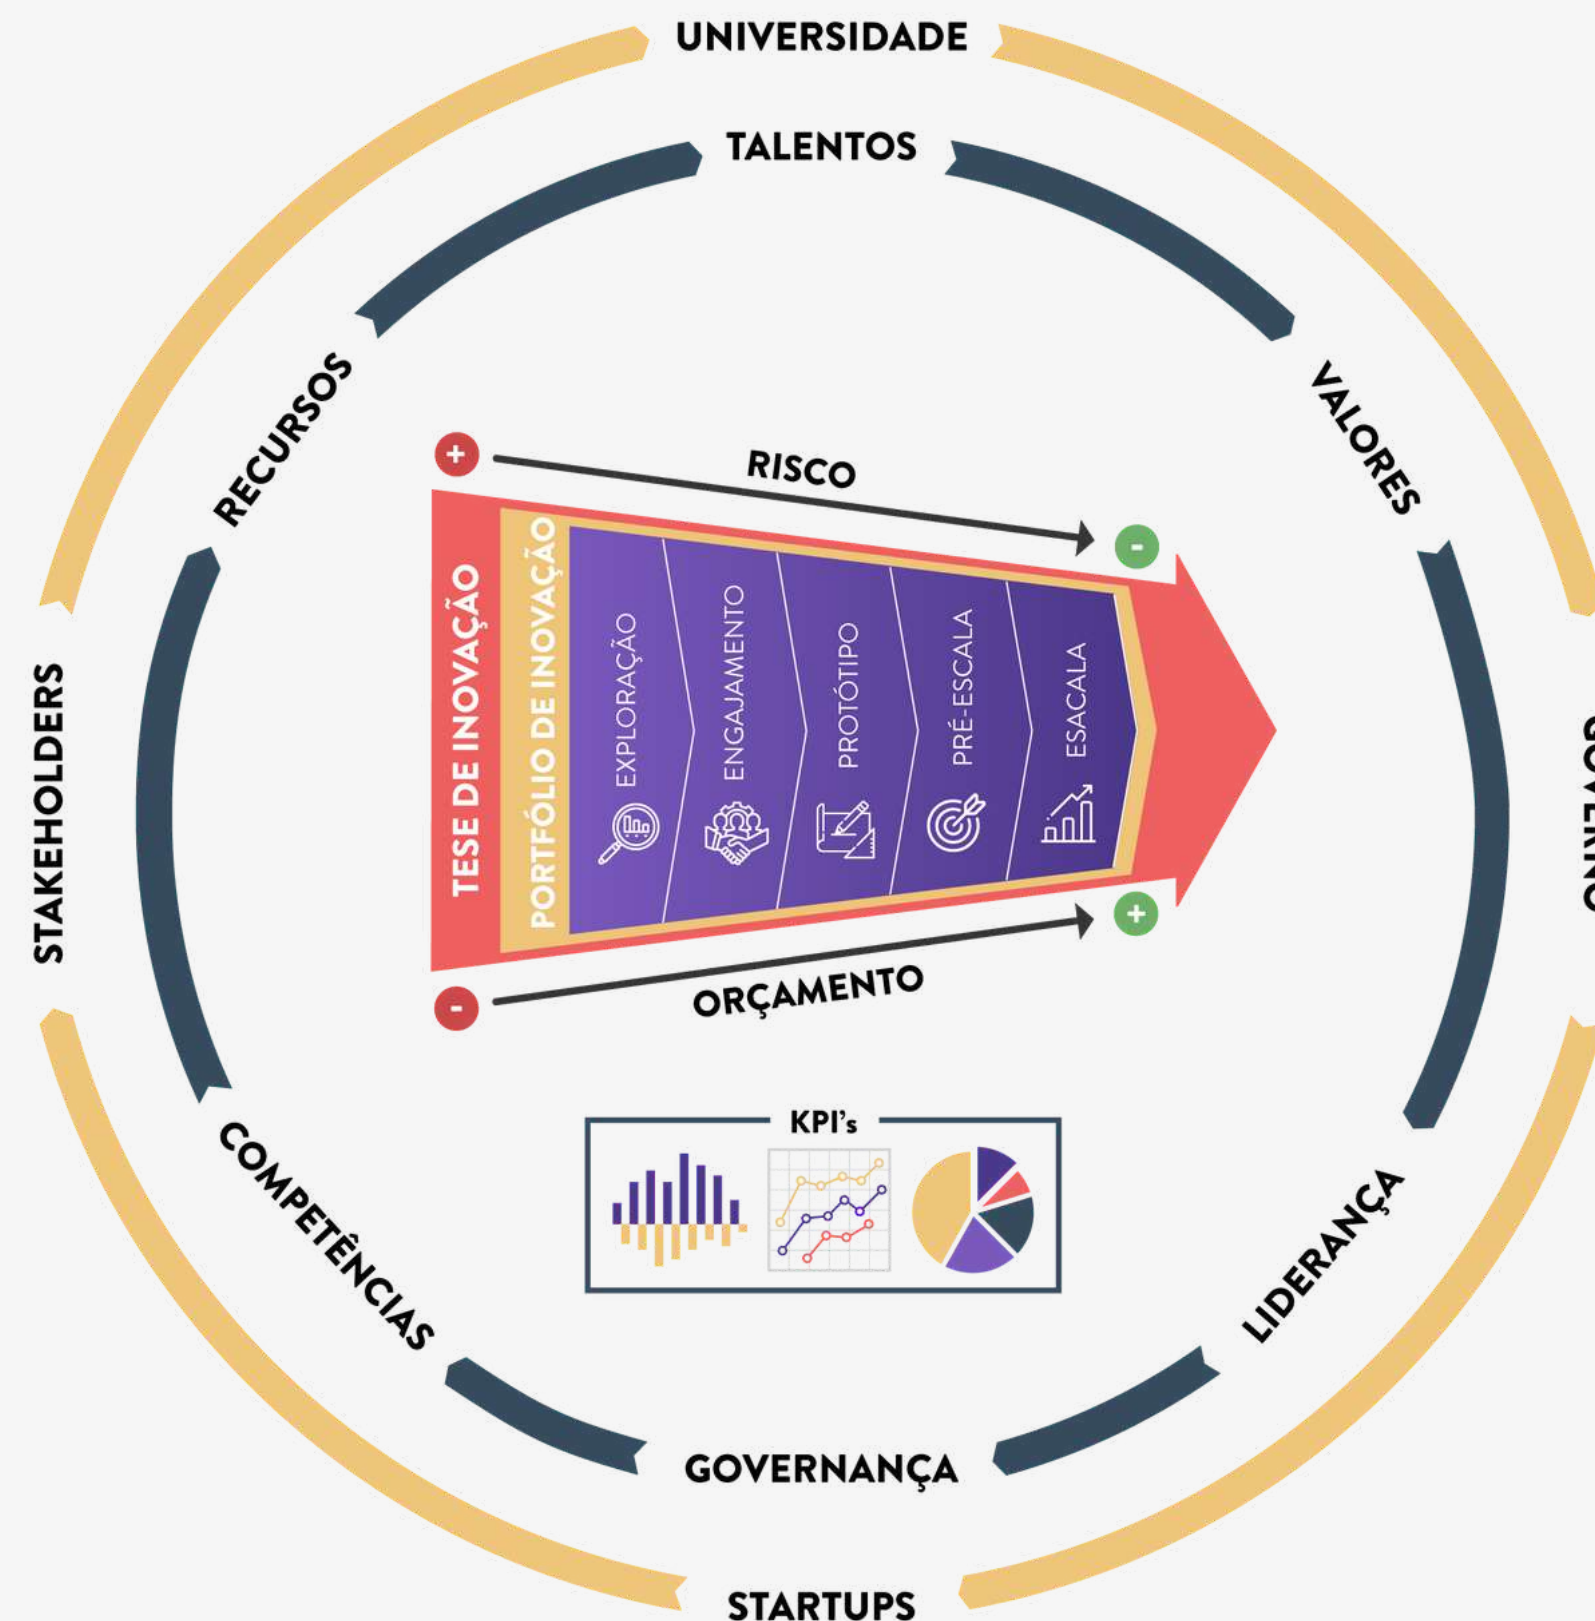 UNIVERSIDADE
TALENTOS
RECURSOS
VALORES
STAKEHOLDERS
RISCO
+
-
TESE DE INOVAÇÃO
PORTFÓLIO DE INOVAÇÃO
EXPLORAÇÃO
ENGAJAMENTO
PROTÓTIPO
PRÉ-ESCALA
ESACALA
-
+
ORÇAMENTO
KPI's
COMPETÊNCIAS
LIDERANÇA
GOVERNANÇA
STARTUPS